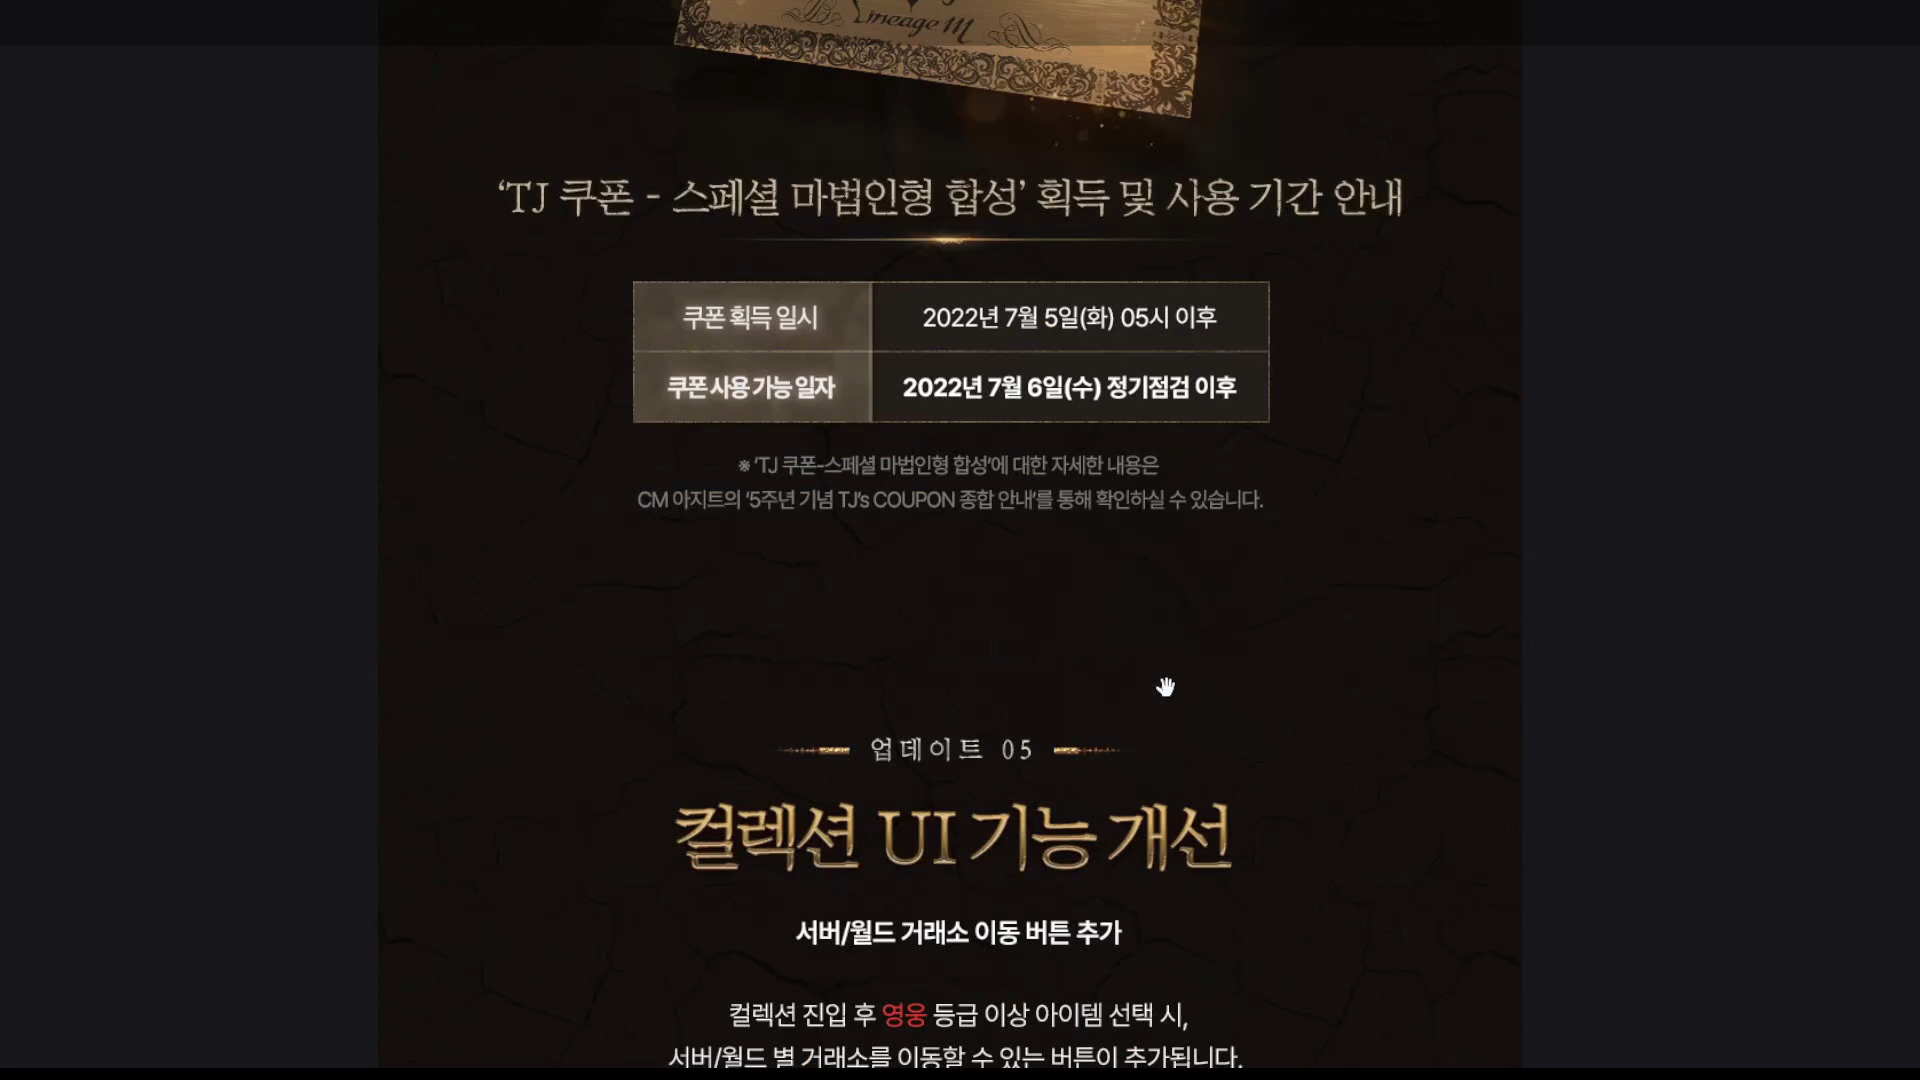 Lineage M
‘TJ 쿠폰 - 스페셜 마법인형 합성’ 획득 및 사용 기간 안내
쿠폰 획득 일시
2022년 7월 5일(화) 05시 이후
쿠폰 사용 가능 일자
2022년 7월 6일(수) 정기점검 이후
※ ‘TJ 쿠폰-스페셜 마법인형 합성’에 대한 자세한 내용은
CM 아지트의 ‘5주년 기념 TJ's COUPON 종합 안내’를 통해 확인하실 수 있습니다.
업데이트 05
컬렉션 UI 기능 개선
서버/월드 거래소 이동 버튼 추가
컬렉션 진입 후 영웅 등급 이상 아이템 선택 시,
서버/월드 별 거래소를 이동할 수 있는 버튼이 추가됩니다.